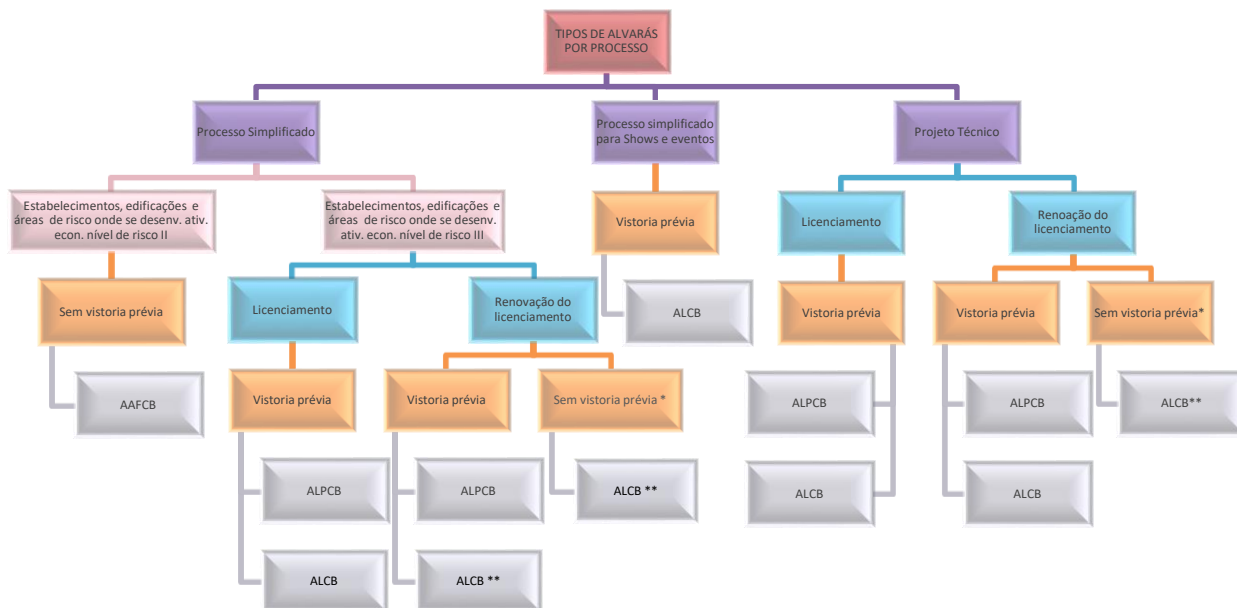 TIPOS DE ALVARÁS
POR PROCESSO
Processo Simplificado
Processo simplificado
para Shows e eventos
Projeto Técnico
Estabelecimentos, edificações e
áreas de risco onde se desenv. ativ.
econ. nível de risco II
Estabelecimentos, edificações e
áreas de risco onde se desenv.
ativ. econ. nível de risco III
Vistoria prévia
Licenciamento
Renoação do
licenciamento
Sem vistoria prévia
Licenciamento
Renovação do
licenciamento
ALCB
Vistoria prévia
Vistoria prévia
Sem vistoria prévia*
AAFCB
Vistoria prévia
Vistoria prévia
Sem vistoria prévia *
ALPCB
ALPCB
ALCB**
ALPCB
ALPCB
ALCB **
ALCB
ALCB
ALCB
ALCB **